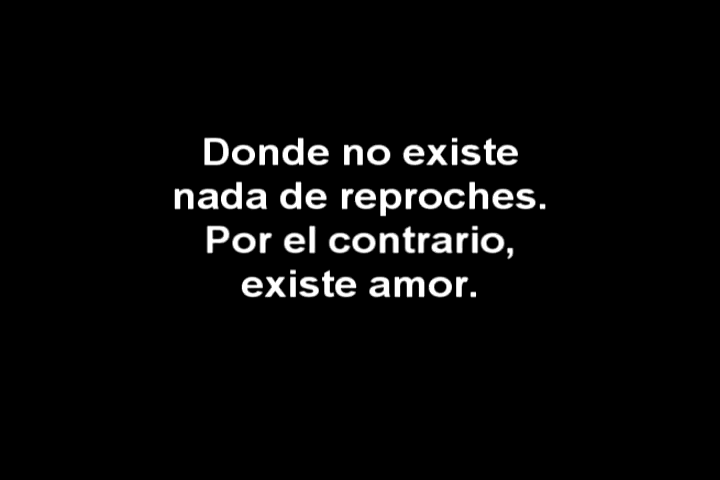 Donde no existe
nada de reproches.
Por el contrario,
existe amor.